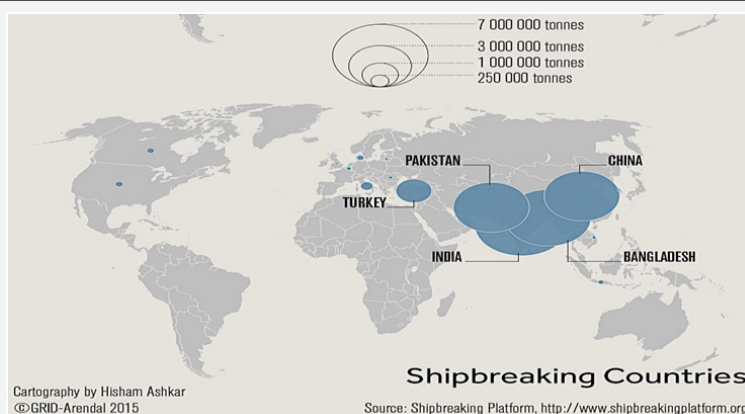 7 000 000 tonnes
3 000 000 tonnes
1 000 000 tonnes
250 000 tonnes
PAKISTAN
CHINA
TURKEY
INDIA
BANGLADESH
Shipbreaking Countries
Cartography by Hisham Ashkar
©GRID-Arendal 2015
Source: Shipbreaking Platform, http://www.shipbreakingplatform.org